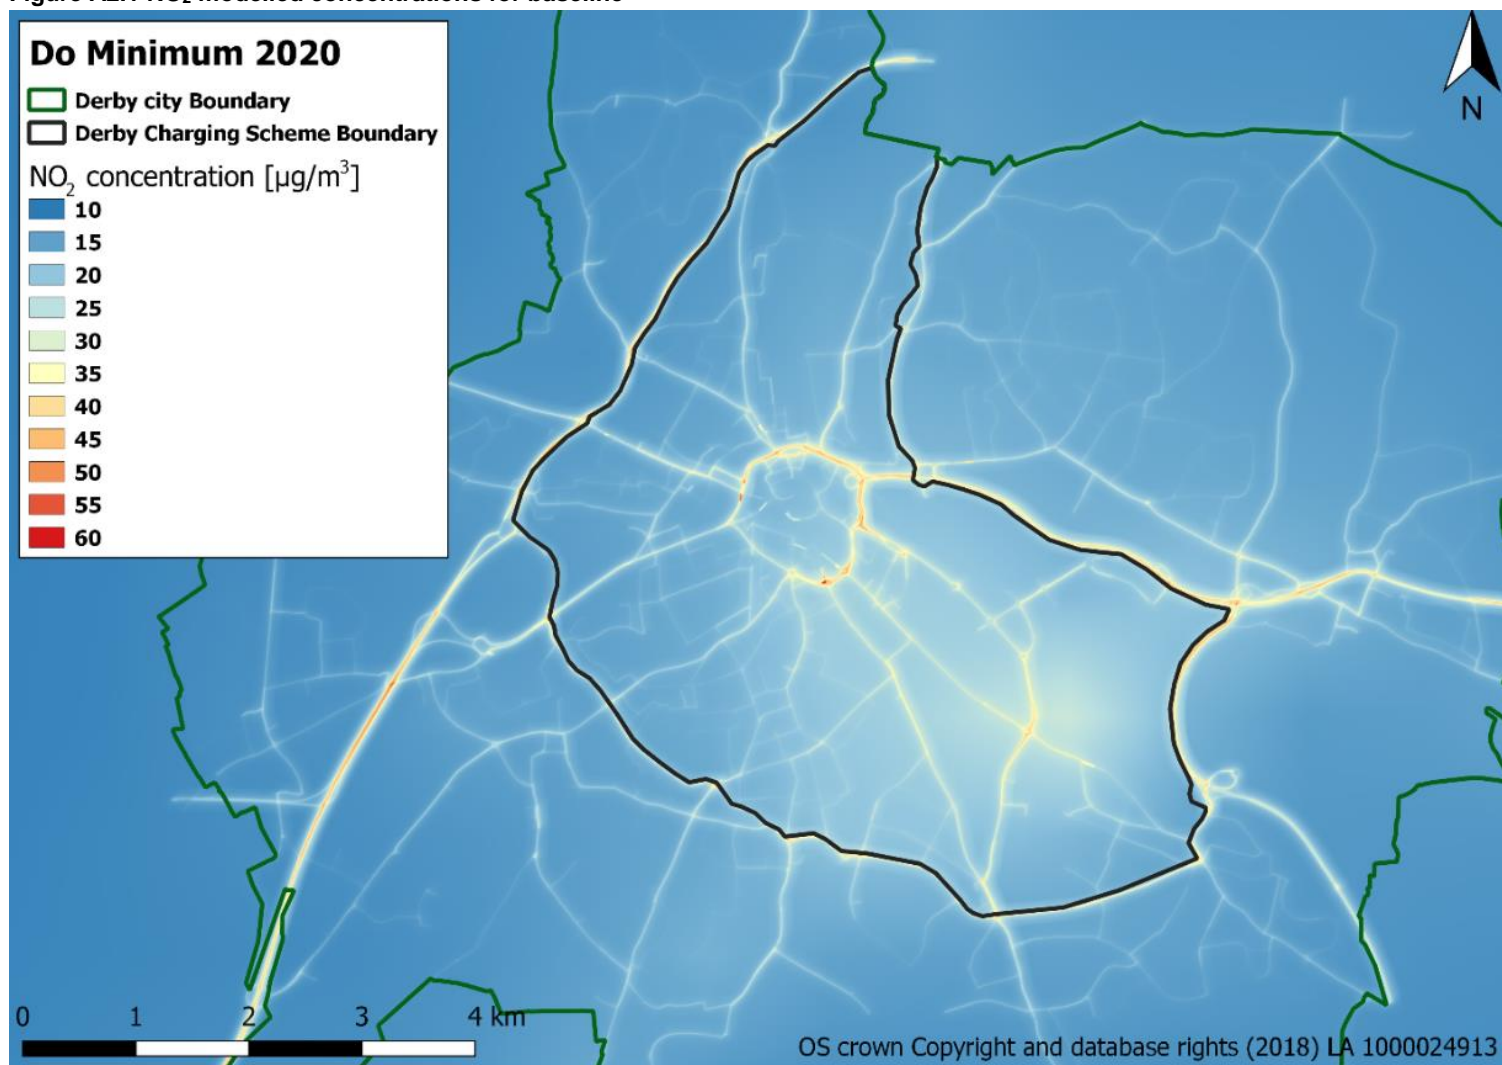 Do Minimum 2020
Derby city Boundary
Derby Charging Scheme Boundary
NO₂ concentration [µg/m³]
10
15
20
25
30
35
40
45
50
55
60
N
0 1 2 3 4 km
OS crown Copyright and database rights (2018) LA 1000024913